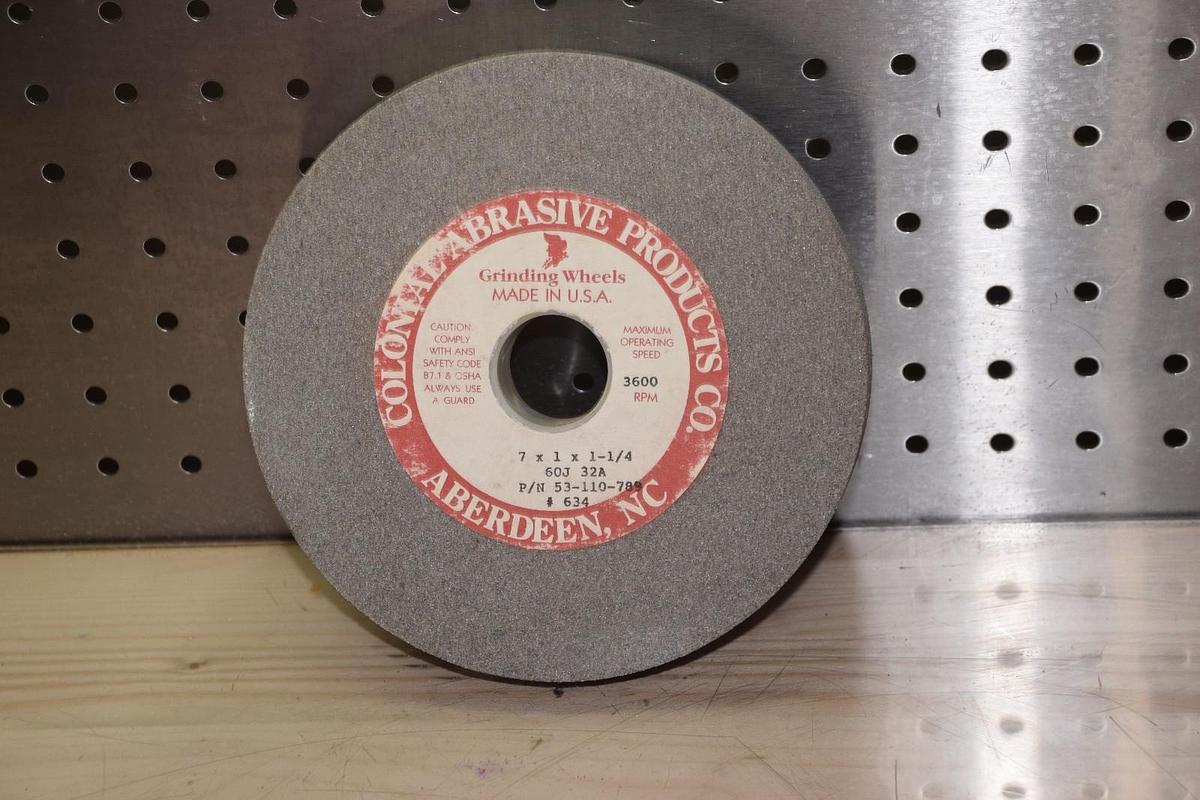 COLONIAL ABRASIVE PRODUCTS CO.
Grinding Wheels
MADE IN U.S.A.
CAUTION
COMPLY
WITH ANSI
SAFETY CODE
B7.1 & OSHA
ALWAYS USE
A GUARD
MAXIMUM
OPERATING
SPEED
3600
RPM
7 x 1 x 1-1/4
60J 32A
P/N 53-110-789
# 634
ABERDEEN, NC